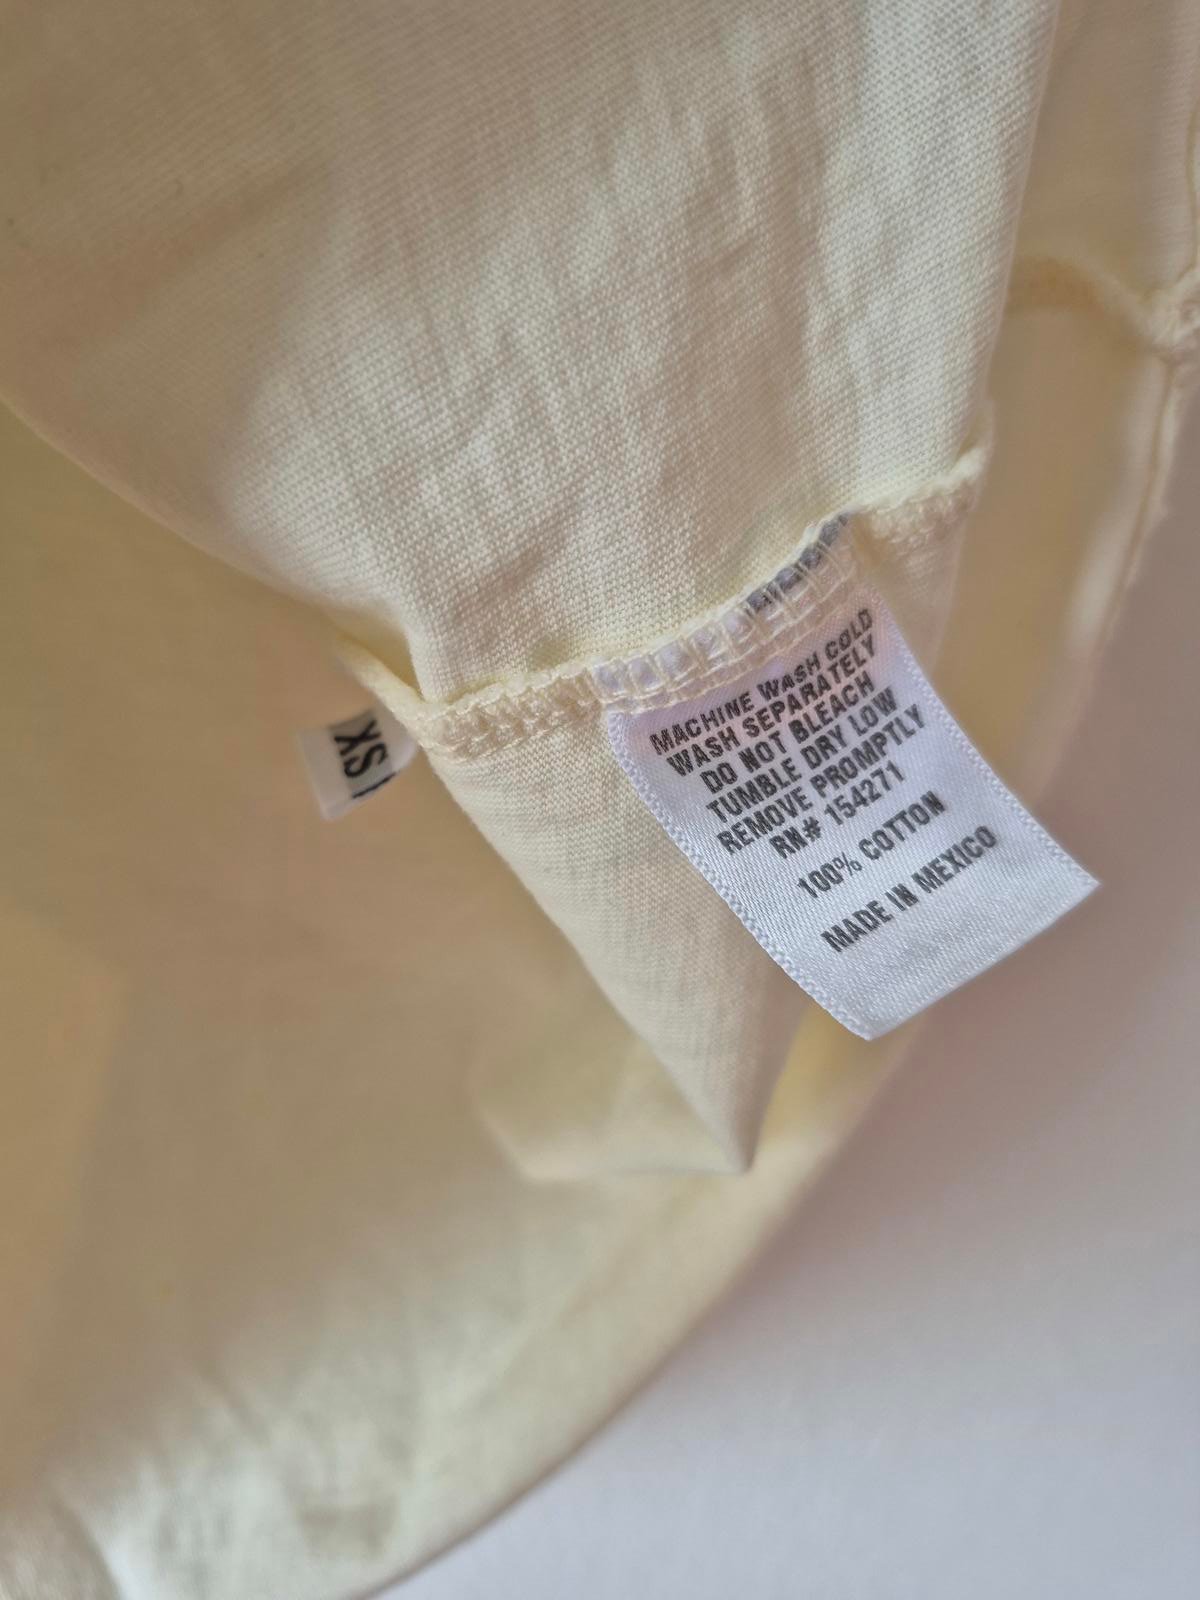 MACHINE WASH COLD
WASH SEPARATELY
DO NOT BLEACH
TUMBLE DRY LOW
REMOVE PROMPTLY
RN# 154271
100% COTTON
MADE IN MEXICO
XS